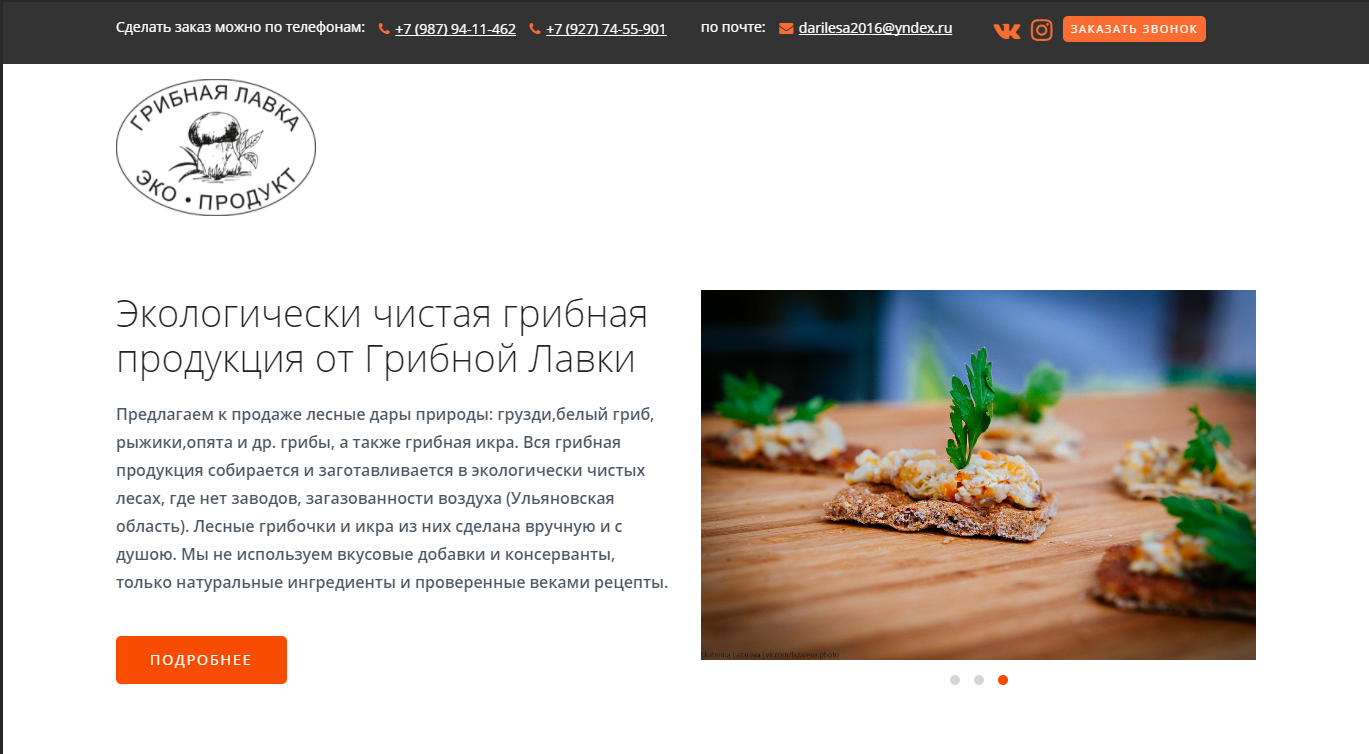 Сделать заказ можно по телефонам: +7 (987) 94-11-462 +7 (927) 74-55-901 по почте: darilesa2016@yndex.ru ЗАКАЗАТЬ ЗВОНОК
ГРИБНАЯ ЛАВКА
ЭКО • ПРОДУКТ
Экологически чистая грибная
продукция от Грибной Лавки
Предлагаем к продаже лесные дары природы: грузди,белый гриб,
рыжики,опята и др. грибы, а также грибная икра. Вся грибная
продукция собирается и заготавливается в экологически чистых
лесах, где нет заводов, загазованности воздуха (Ульяновская
область). Лесные грибочки и икра из них сделана вручную и с
душою. Мы не используем вкусовые добавки и консерванты,
только натуральные ингредиенты и проверенные веками рецепты.
ПОДРОБНЕЕ